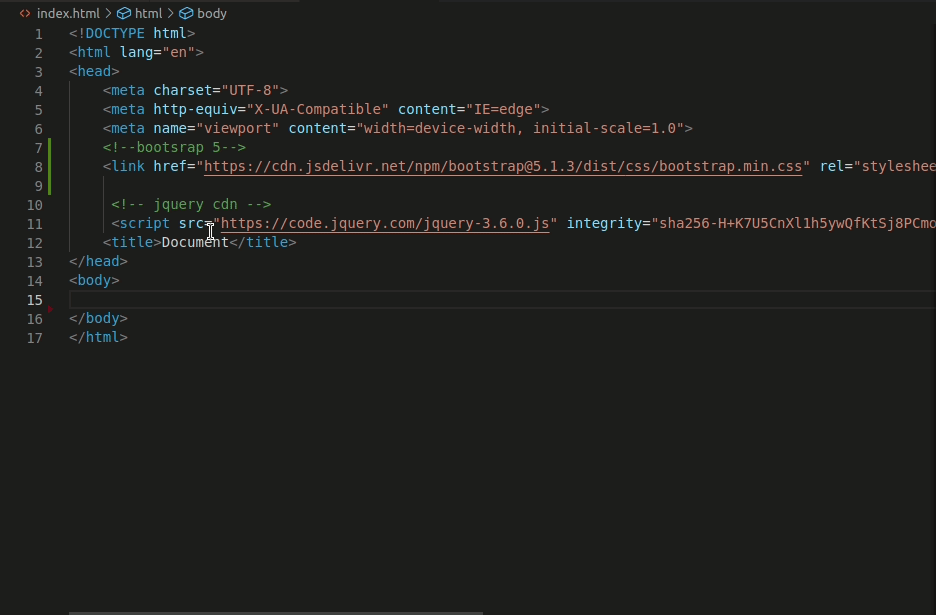 index.html > html > body
1 <!DOCTYPE html>
2 <html lang="en">
3 <head>
4 <meta charset="UTF-8">
5 <meta http-equiv="X-UA-Compatible" content="IE=edge">
6 <meta name="viewport" content="width=device-width, initial-scale=1.0">
7 <!--bootsrap 5-->
8 <link href="https://cdn.jsdelivr.net/npm/bootstrap@5.1.3/dist/css/bootstrap.min.css" rel="styleshee
9
10 <!-- jquery cdn -->
11 <script src="https://code.jquery.com/jquery-3.6.0.js" integrity="sha256-H+K7U5CnXl1h5ywQfKtSj8PCmo
12 <title>Document</title>
13 </head>
14 <body>
15
16 </body>
17 </html>